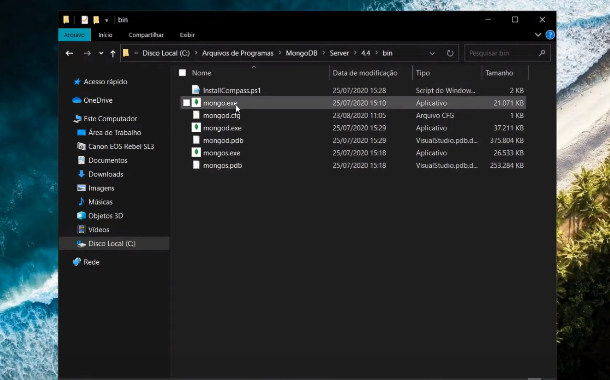 bin
Arquivo Início Compartilhar Exibir
Disco Local (C:) Arquivos de Programas MongoDB Server 4.4 bin Pesquisar bin
Nome Data de modificação Tipo Tamanho
Acesso rápido
OneDrive
Este Computador
Área de Trabalho
Canon EOS Rebel SL3
Documentos
Downloads
Imagens
Músicas
Objetos 3D
Vídeos
Disco Local (C:)
Rede
InstallCompass.ps1 25/07/2020 15:28 Script do Window... 2 KB
mongo.exe 25/07/2020 15:10 Aplicativo 21.071 KB
mongod.cfg 23/08/2020 11:05 Arquivo CFG 1 KB
mongod.exe 25/07/2020 15:29 Aplicativo 37.211 KB
mongod.pdb 25/07/2020 15:29 VisualStudio.pdb.d... 375.804 KB
mongos.exe 25/07/2020 15:18 Aplicativo 26.533 KB
mongos.pdb 25/07/2020 15:18 VisualStudio.pdb.d... 253.284 KB